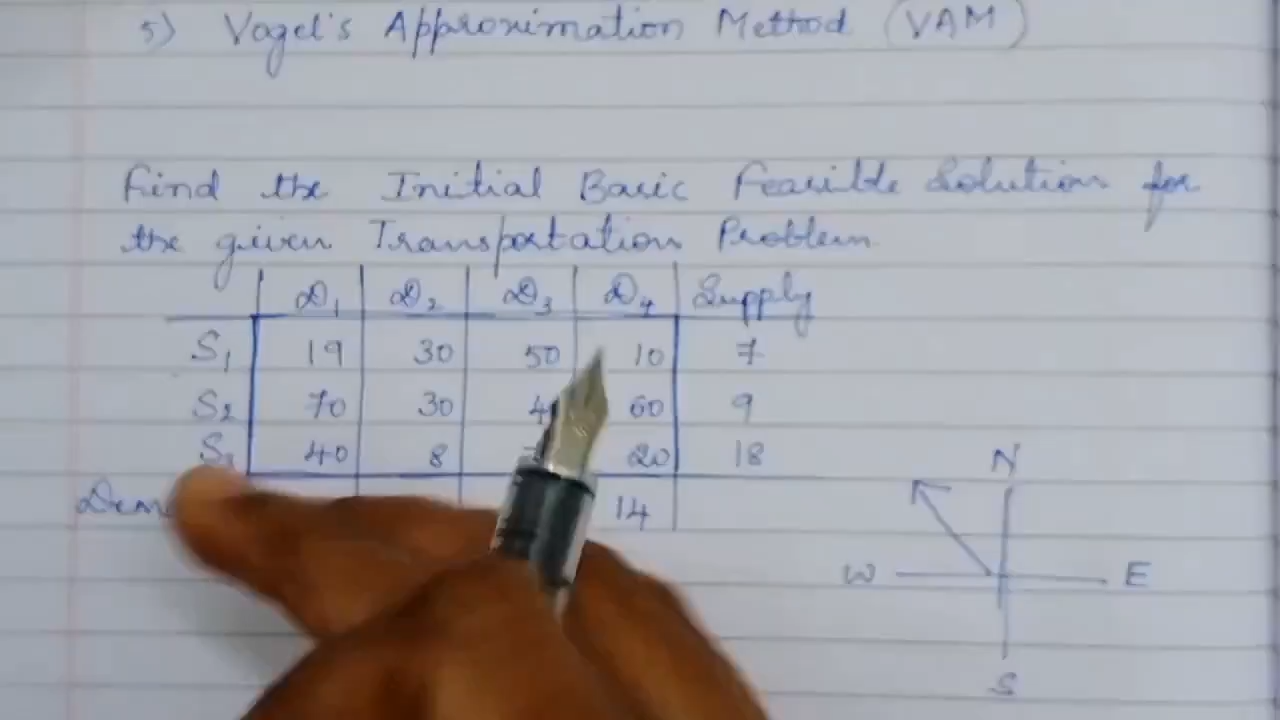 5) Vogel's Approximation Method (VAM)
Find the Initial Basic Feasible Solution for
the given Transportation Problem
D1 D2 D3 D4 Supply
S1 19 30 50 10 7
S2 70 30 60 9
S3 40 8 20 18
14
N
W E
S